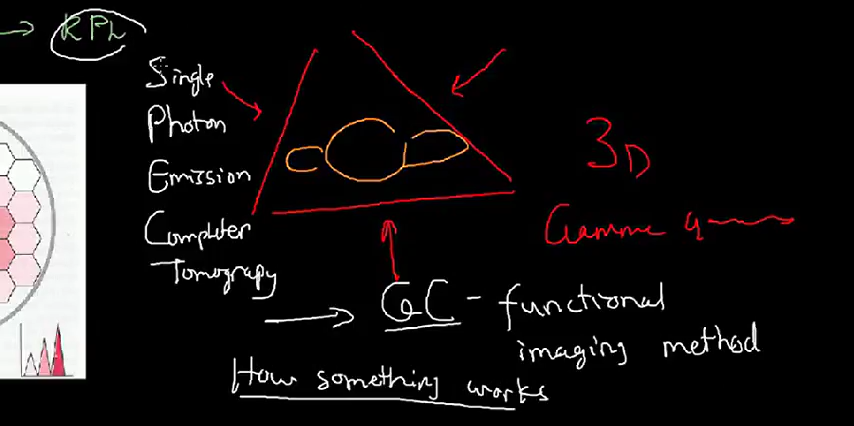 RPh
Single
Photon
Emission
Computer
Tomograpy
3D
Gamma
GC - functional
imaging method
How something works